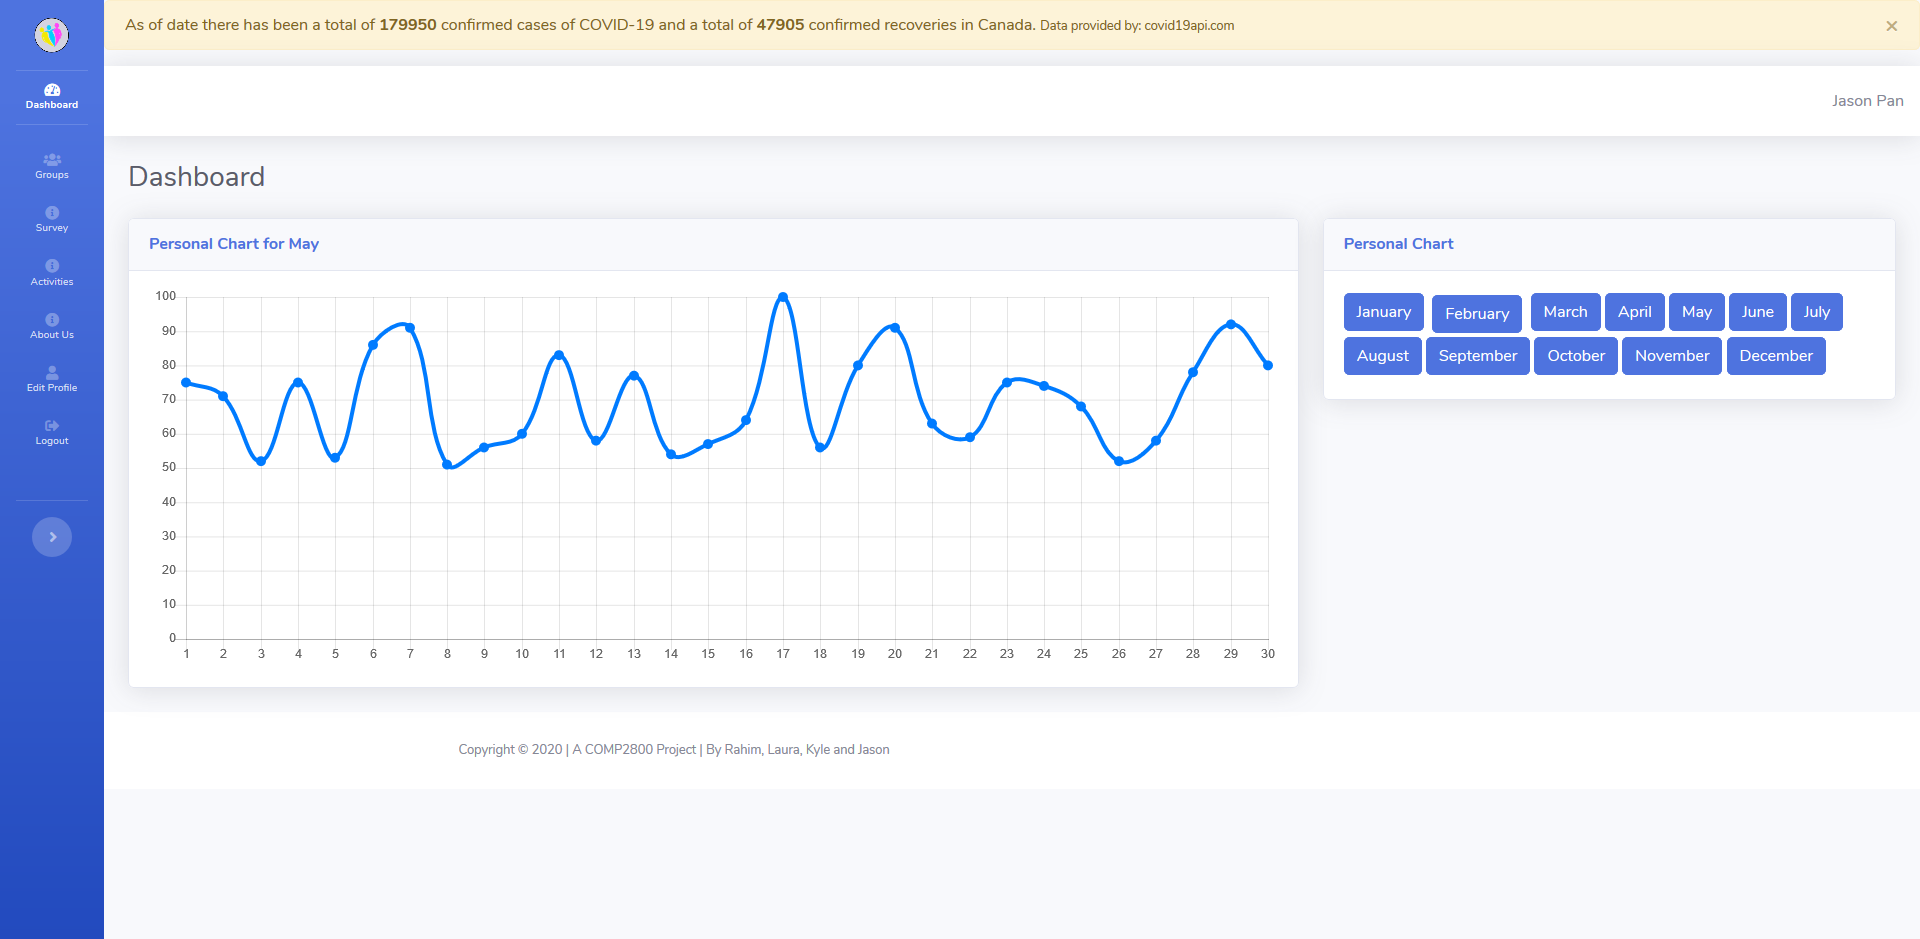 As of date there has been a total of 179950 confirmed cases of COVID-19 and a total of 47905 confirmed recoveries in Canada. Data provided by: covid19api.com ×
Jason Pan
Dashboard
Groups
Survey
Activities
About Us
Edit Profile
Logout
Dashboard
Personal Chart for May
100
90
80
70
60
50
40
30
20
10
0
1 2 3 4 5 6 7 8 9 10 11 12 13 14 15 16 17 18 19 20 21 22 23 24 25 26 27 28 29 30
Personal Chart
January February March April May June July
August September October November December
Copyright © 2020 | A COMP2800 Project | By Rahim, Laura, Kyle and Jason